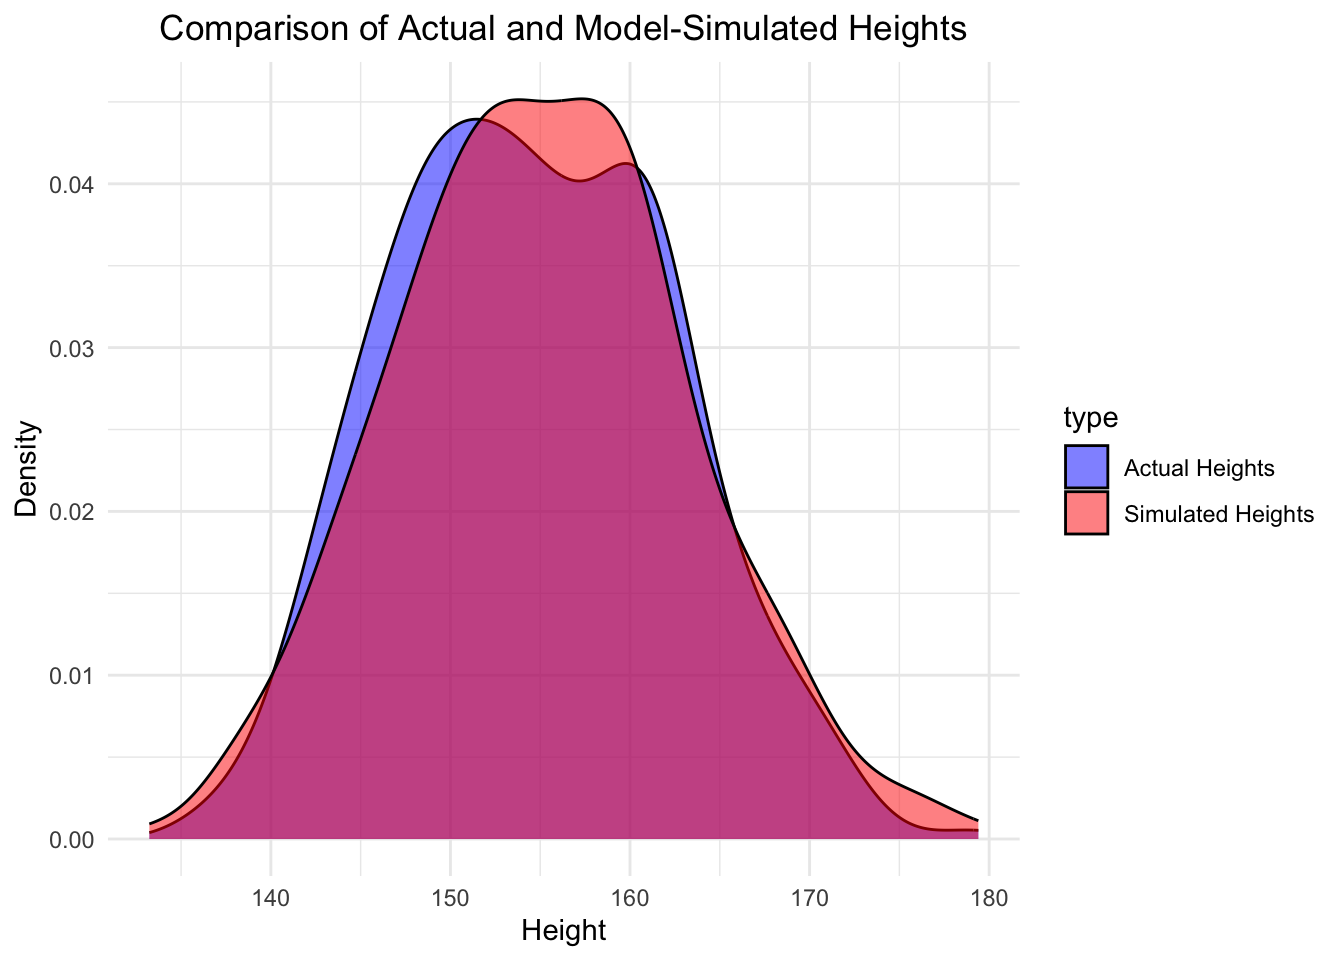 Comparison of Actual and Model-Simulated Heights
Density
0.04
0.03
0.02
0.01
0.00
140 150 160 170 180
Height
type
Actual Heights
Simulated Heights